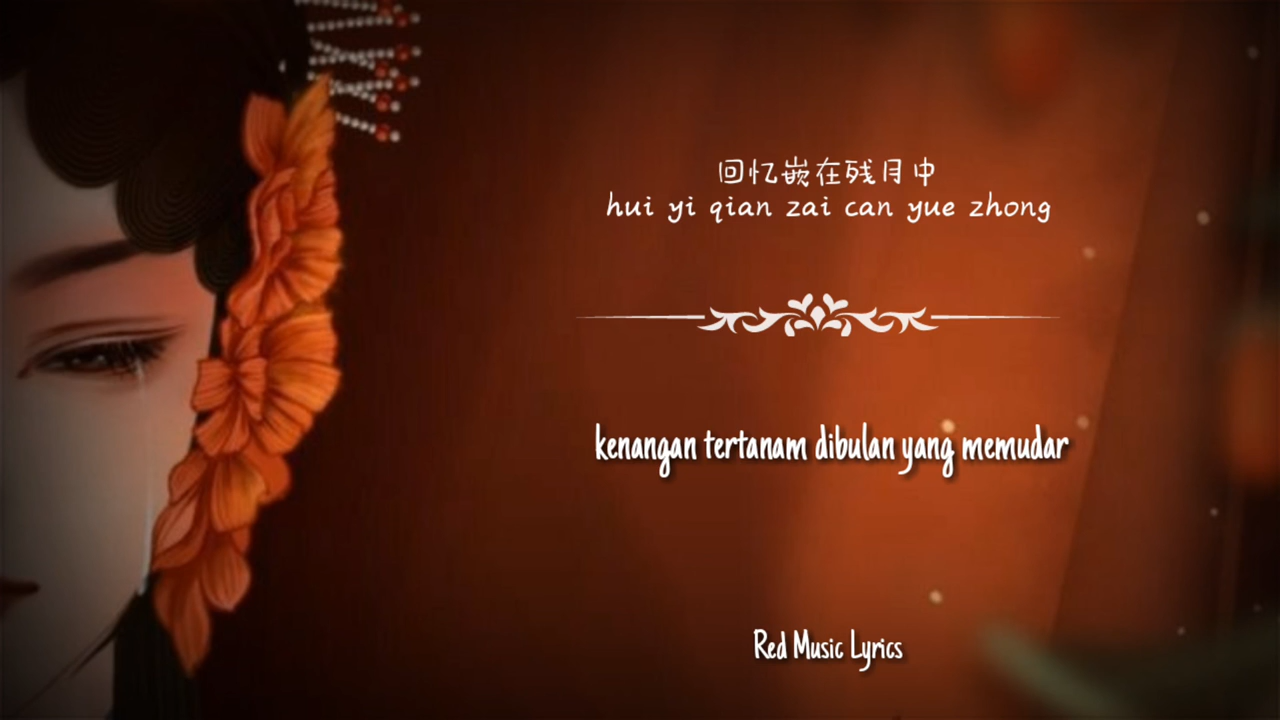 回忆嵌在残月中
hui yi qian zai can yue zhong
kenangan tertanam dibulan yang memudar
Red Music Lyrics